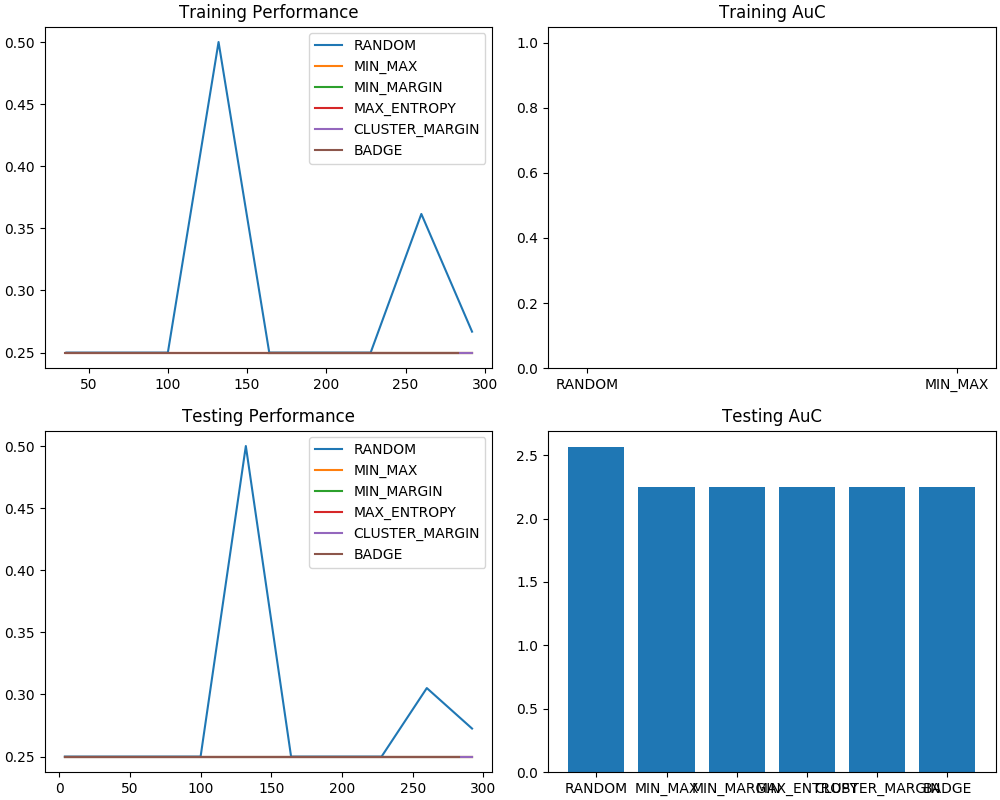 Training Performance
0.50
0.45
0.40
0.35
0.30
0.25
50
100
150
200
250
300
RANDOM
MIN_MAX
MIN_MARGIN
MAX_ENTROPY
CLUSTER_MARGIN
BADGE
Training AuC
1.0
0.8
0.6
0.4
0.2
0.0
RANDOM
MIN_MAX
Testing Performance
0.50
0.45
0.40
0.35
0.30
0.25
0
50
100
150
200
250
300
RANDOM
MIN_MAX
MIN_MARGIN
MAX_ENTROPY
CLUSTER_MARGIN
BADGE
Testing AuC
2.5
2.0
1.5
1.0
0.5
0.0
RANDOM
MIN_MAX
MIN_MARGIN
MAX_ENTROPY
CLUSTER_MARGIN
BADGE